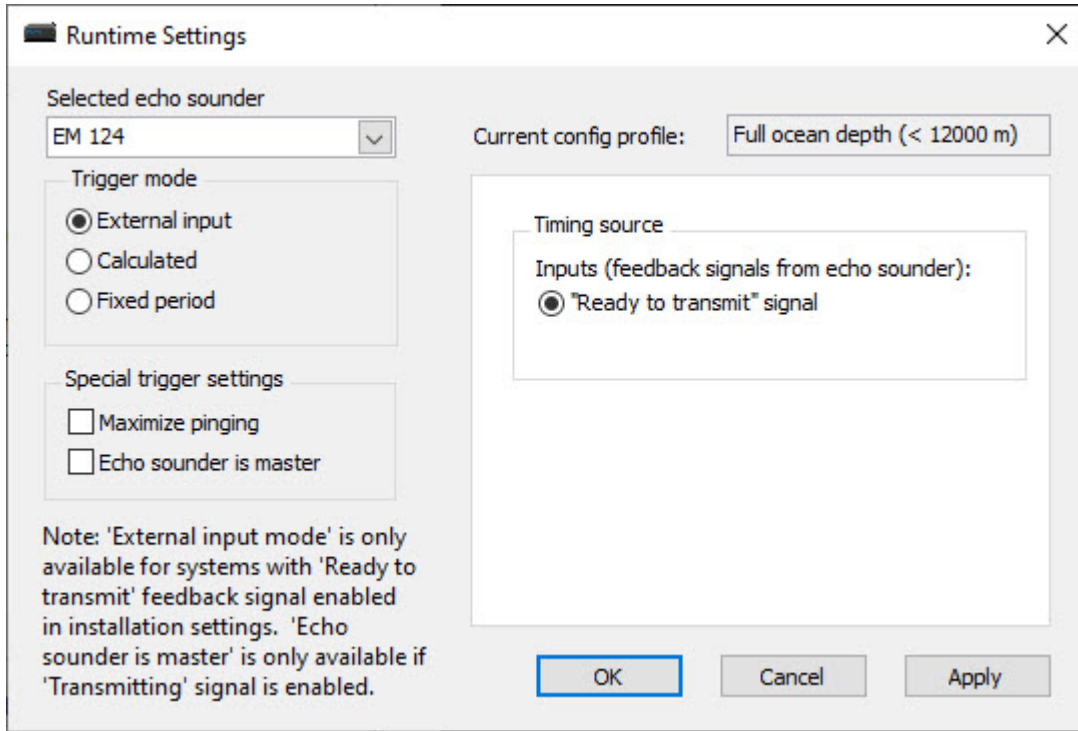 Runtime Settings
Selected echo sounder
EM 124
Current config profile:
Full ocean depth (< 12000 m)
Trigger mode
External input
Calculated
Fixed period
Timing source
Inputs (feedback signals from echo sounder):
"Ready to transmit" signal
Special trigger settings
Maximize pinging
Echo sounder is master
Note: 'External input mode' is only
available for systems with 'Ready to
transmit' feedback signal enabled
in installation settings.  'Echo
sounder is master' is only available if
'Transmitting' signal is enabled.
OK
Cancel
Apply